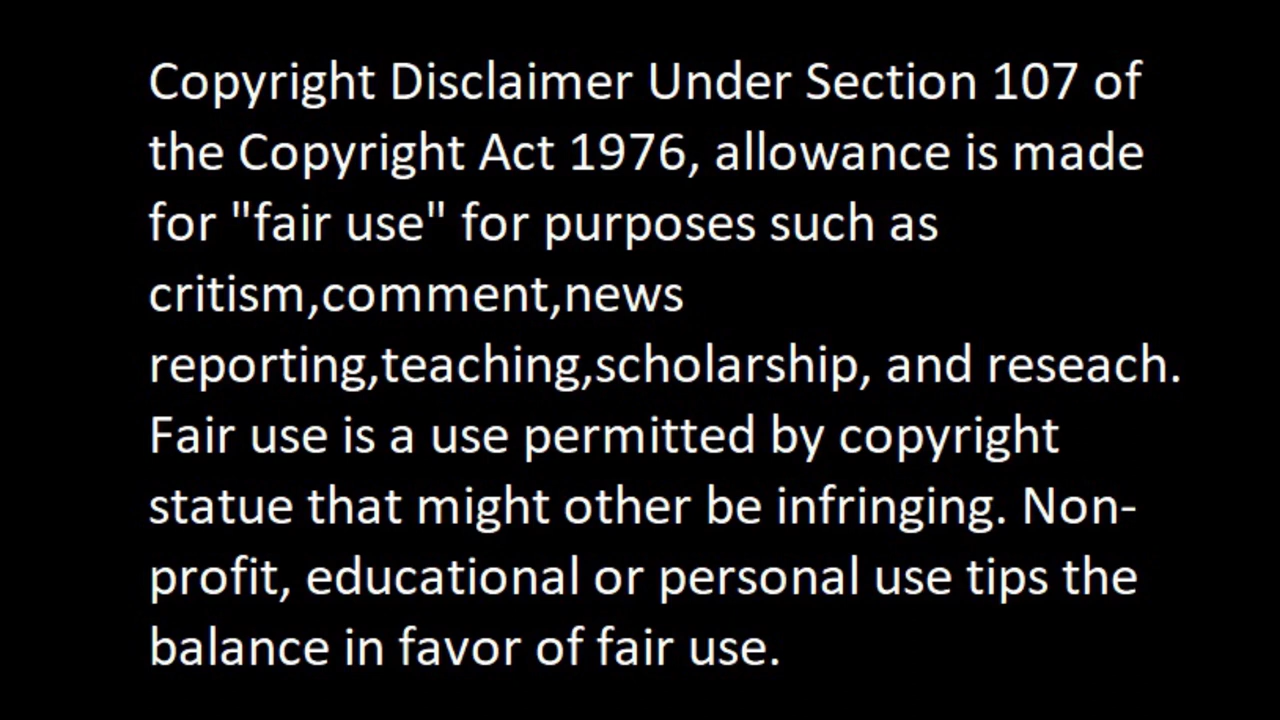 Copyright Disclaimer Under Section 107 of
the Copyright Act 1976, allowance is made
for "fair use" for purposes such as
critism,comment,news
reporting,teaching,scholarship, and reseach.
Fair use is a use permitted by copyright
statue that might other be infringing. Non-
profit, educational or personal use tips the
balance in favor of fair use.